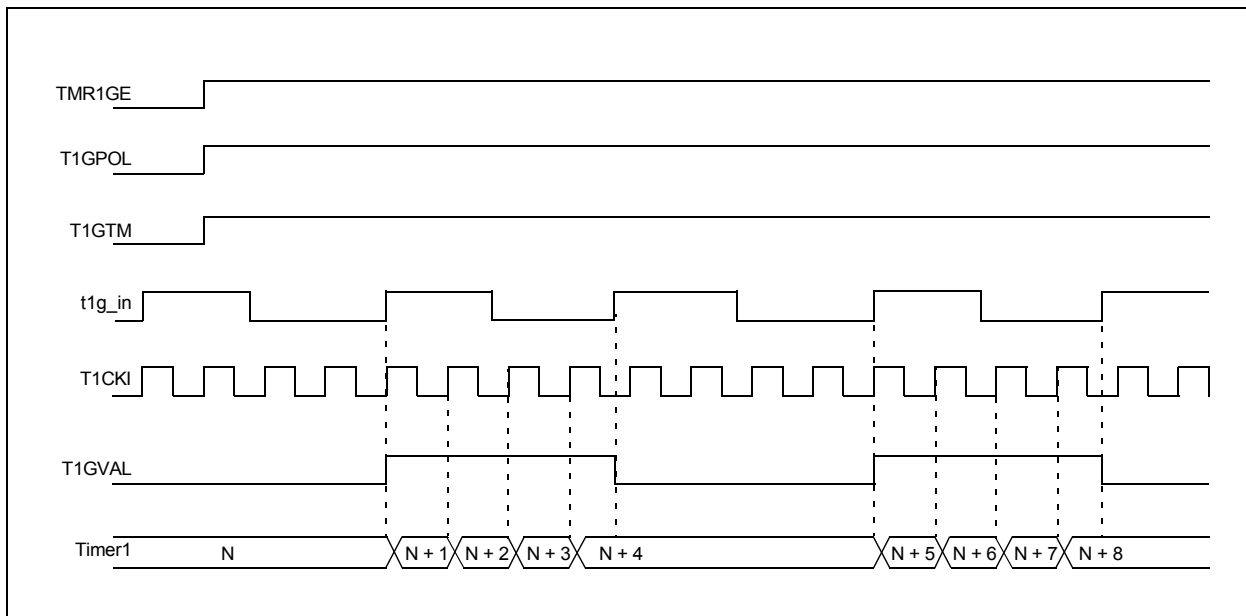 TMR1GE
T1GPOL
T1GTM
t1g_in
T1CKI
T1GVAL
Timer1 N N + 1 N + 2 N + 3 N + 4 N + 5 N + 6 N + 7 N + 8